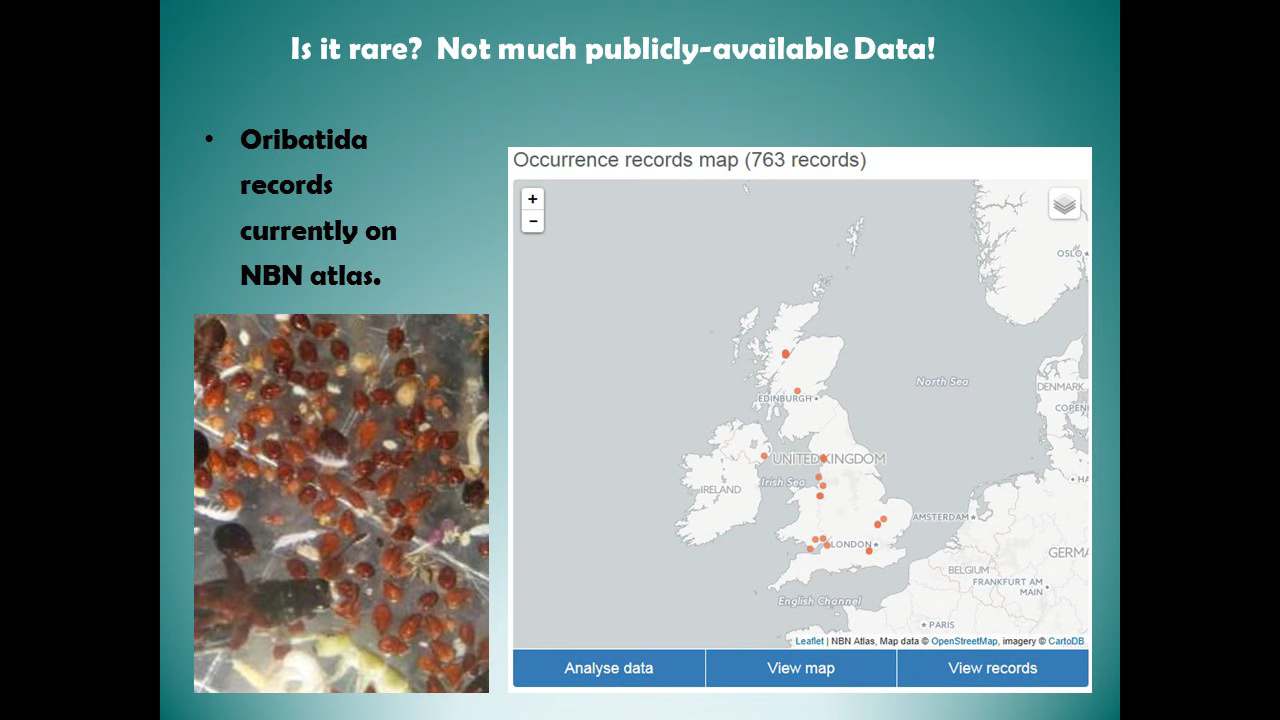 Is it rare?  Not much publicly-available Data!
• Oribatida
records
currently on
NBN atlas.
Occurrence records map (763 records)
+
−
OSLO
North Sea
DENMARK
COPEN
EDINBURGH
UNITED KINGDOM
Irish Sea
IRELAND
HA
AMSTERDAM
LONDON
GERMA
BELGIUM
FRANKFURT AM
MAIN
English Channel
PARIS
Leaflet | NBN Atlas, Map data © OpenStreetMap, imagery © CartoDB
Analyse data
View map
View records